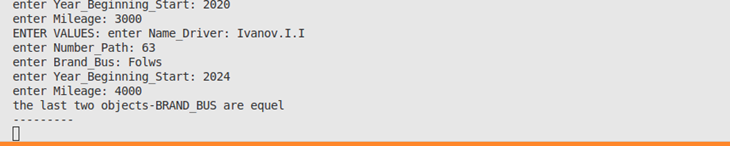 enter Year_Beginning_Start: 2020
enter Mileage: 3000
ENTER VALUES: enter Name_Driver: Ivanov.I.I
enter Number_Path: 63
enter Brand_Bus: Folws
enter Year_Beginning_Start: 2024
enter Mileage: 4000
the last two objects-BRAND_BUS are equel
---------